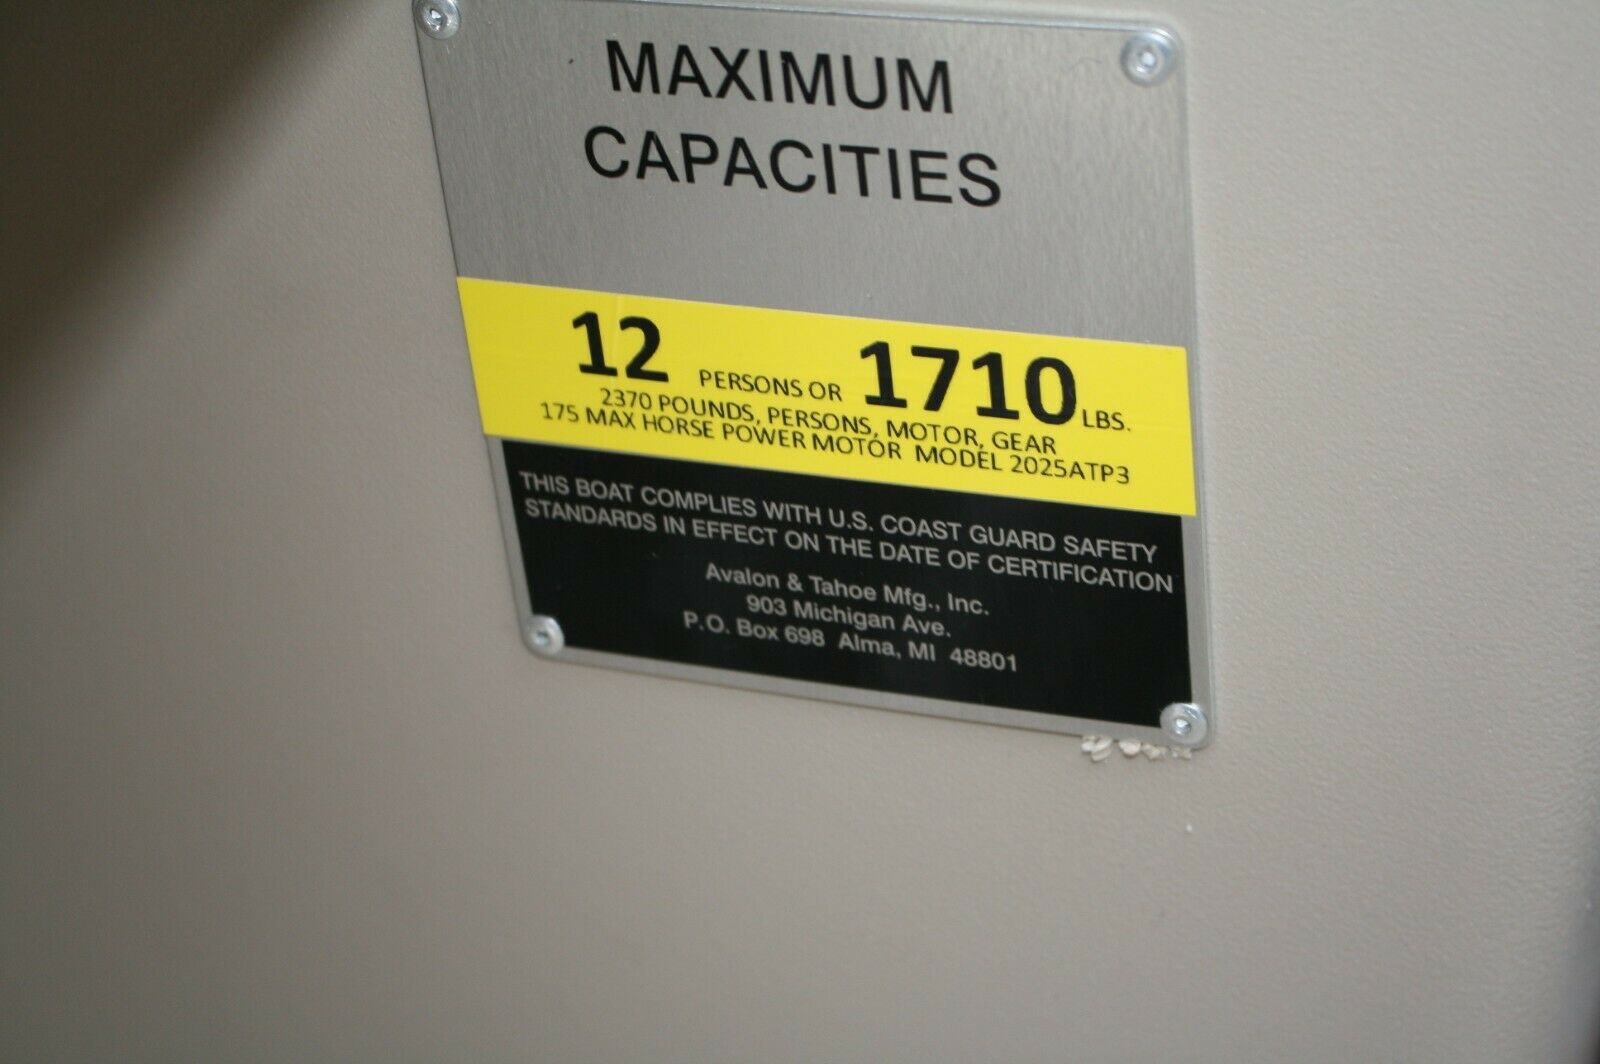 MAXIMUM
CAPACITIES
12 PERSONS OR 1710 LBS.
2370 POUNDS, PERSONS, MOTOR, GEAR
175 MAX HORSE POWER MOTOR MODEL 2025ATP3
THIS BOAT COMPLIES WITH U.S. COAST GUARD SAFETY
STANDARDS IN EFFECT ON THE DATE OF CERTIFICATION
Avalon & Tahoe Mfg., Inc.
903 Michigan Ave.
P.O. Box 698 Alma, MI 48801